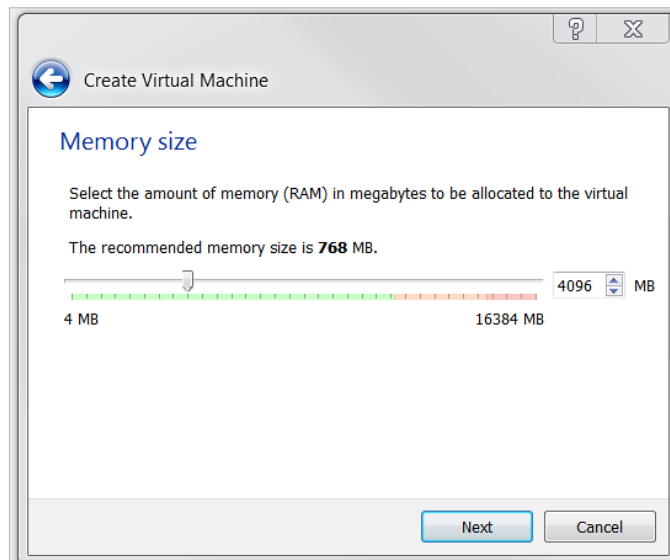 Create Virtual Machine
Memory size
Select the amount of memory (RAM) in megabytes to be allocated to the virtual
machine.
The recommended memory size is 768 MB.
4096 MB
4 MB 16384 MB
Next Cancel